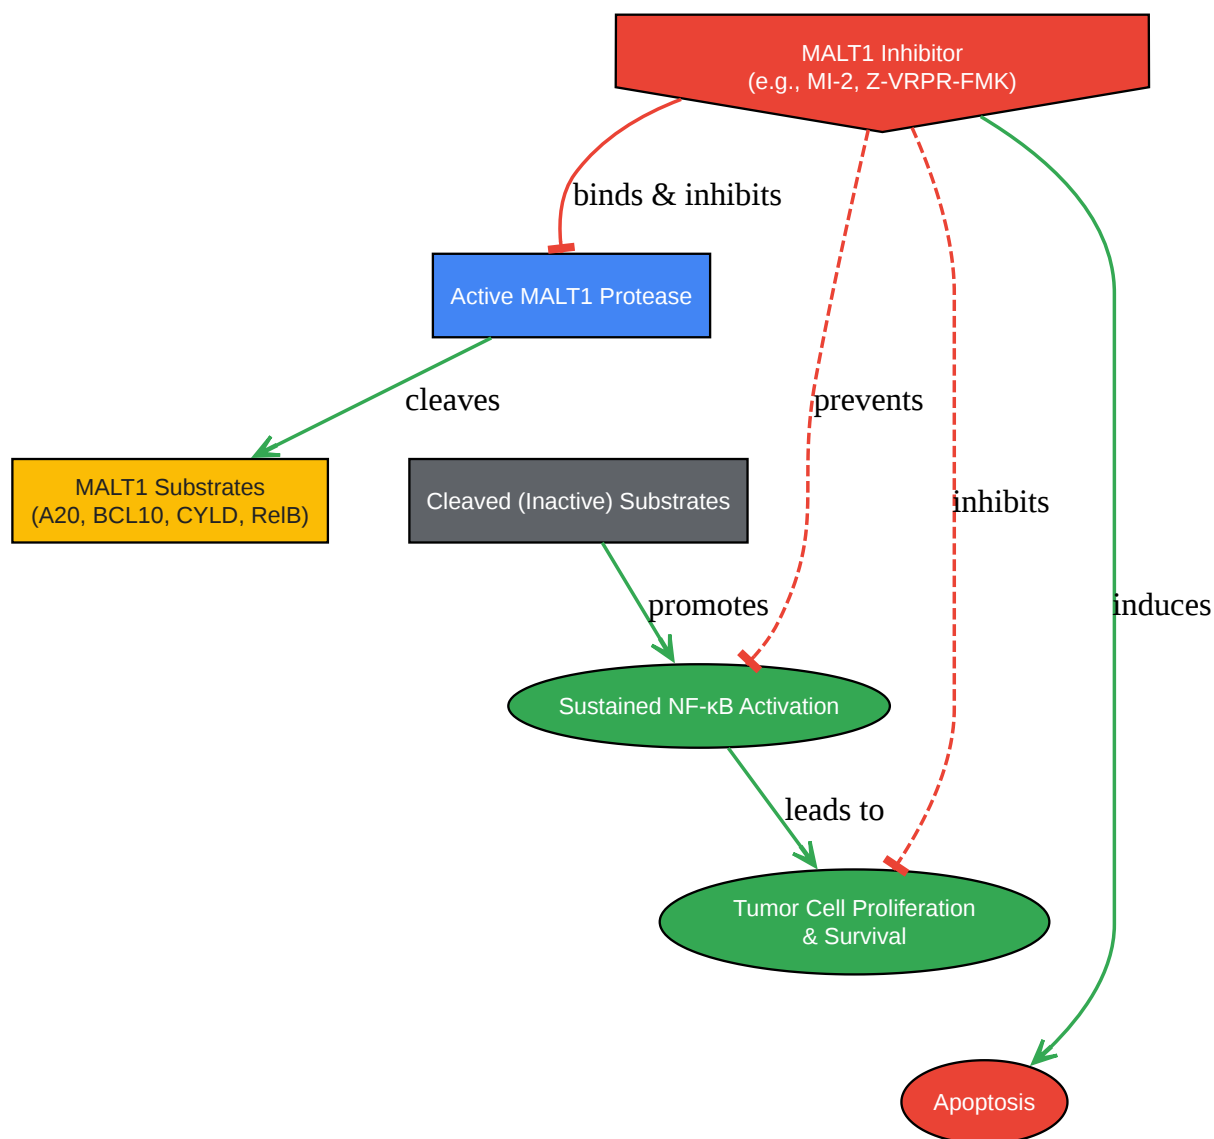 MALT1 Inhibitor
(e.g., MI-2, Z-VRPR-FMK)
binds & inhibits
Active MALT1 Protease
cleaves
prevents
MALT1 Substrates
(A20, BCL10, CYLD, RelB)
Cleaved (Inactive) Substrates
inhibits
promotes
induces
Sustained NF-κB Activation
leads to
Tumor Cell Proliferation
& Survival
Apoptosis